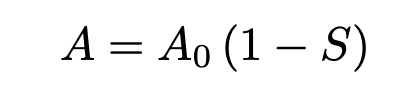 A = A₀ (1 − S)